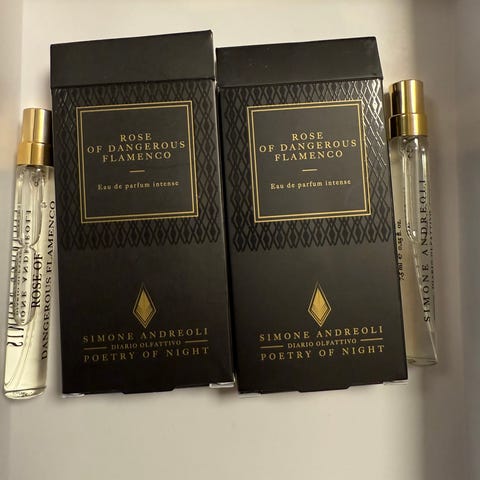 ROSE
OF DANGEROUS
FLAMENCO
Eau de parfum intense
SIMONE ANDREOLI
DIARIO OLFATTIVO
POETRY OF NIGHT
ROSE
OF DANGEROUS
FLAMENCO
Eau de parfum intense
SIMONE ANDREOLI
DIARIO OLFATTIVO
POETRY OF NIGHT
ROSE OF
DANGEROUS FLAMENCO
SIMONE ANDREOLI